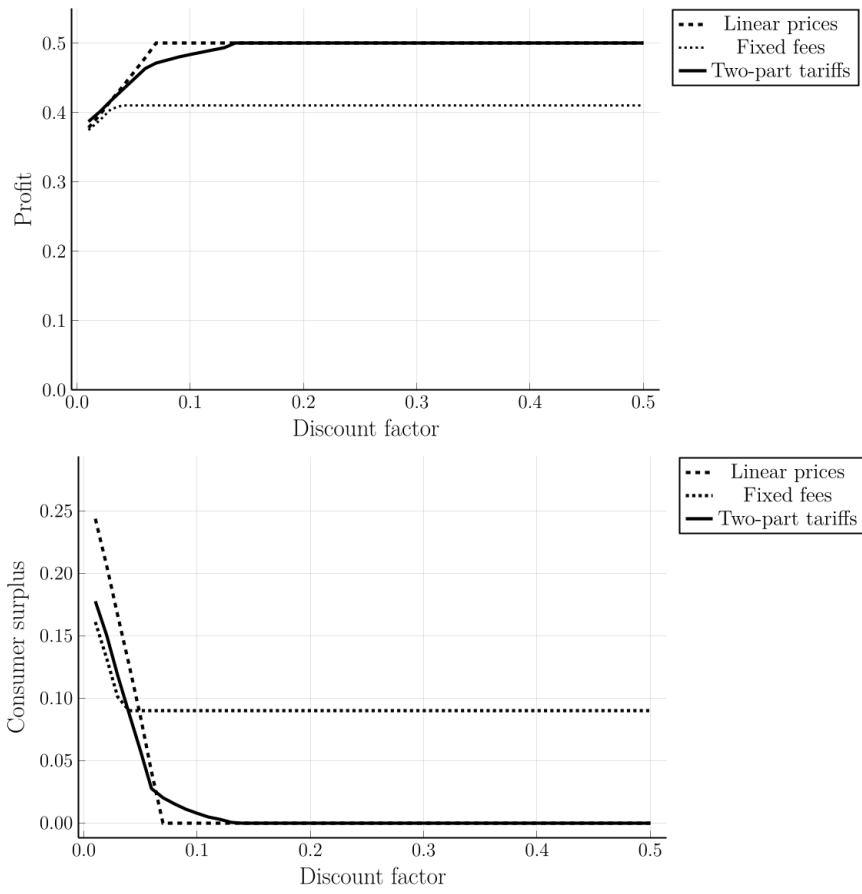 Linear prices
Fixed fees
Two-part tariffs
0.5
0.4
0.3
0.2
0.1
0.0
Profit
0.0 0.1 0.2 0.3 0.4 0.5
Discount factor
Linear prices
Fixed fees
Two-part tariffs
0.25
0.20
0.15
0.10
0.05
0.00
Consumer surplus
0.0 0.1 0.2 0.3 0.4 0.5
Discount factor